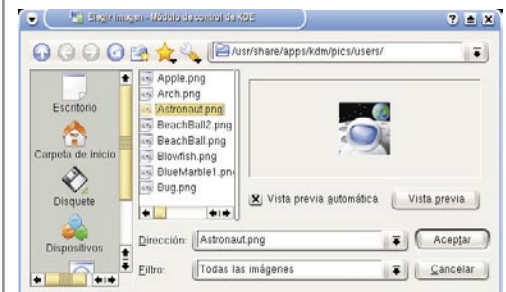 Elegir imagen - Módulo de control de KDE
/usr/share/apps/kdm/pics/users/
Escritorio
Carpeta de inicio
Disquete
Dispositivos
Apple.png
Arch.png
Astronaut.png
BeachBall2.png
BeachBall.png
Blowfish.png
BlueMarble1.pn
Bug.png
Vista previa automática
Vista previa
Dirección:
Astronaut.png
Aceptar
Filtro:
Todas las imágenes
Cancelar